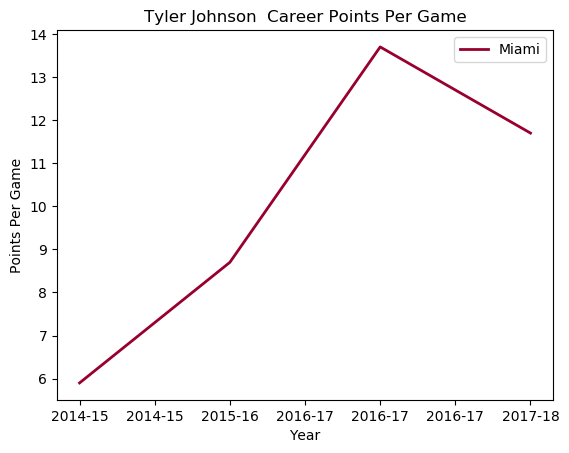 Tyler Johnson  Career Points Per Game
Miami
Points Per Game
14
13
12
11
10
9
8
7
6
2014-15 2014-15 2015-16 2016-17 2016-17 2016-17 2017-18
Year